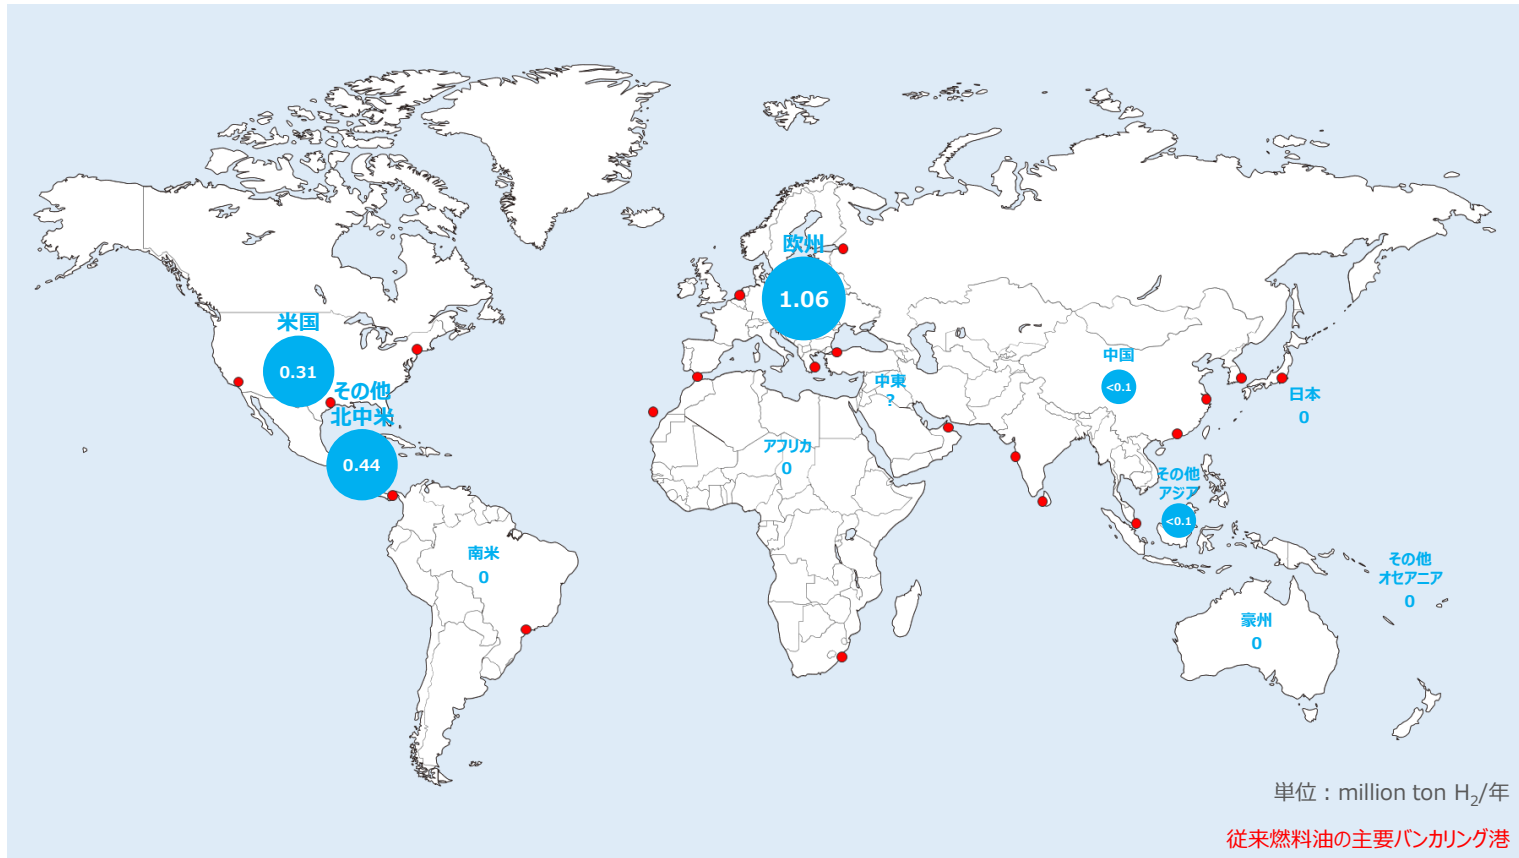 欧州
1.06
米国
0.31
その他
北中米
0.44
中国
<0.1
中東
?
日本
0
アフリカ
0
その他
アジア
<0.1
南米
0
その他
オセアニア
0
豪州
0
単位：million ton H₂/年
従来燃料油の主要バンカリング港